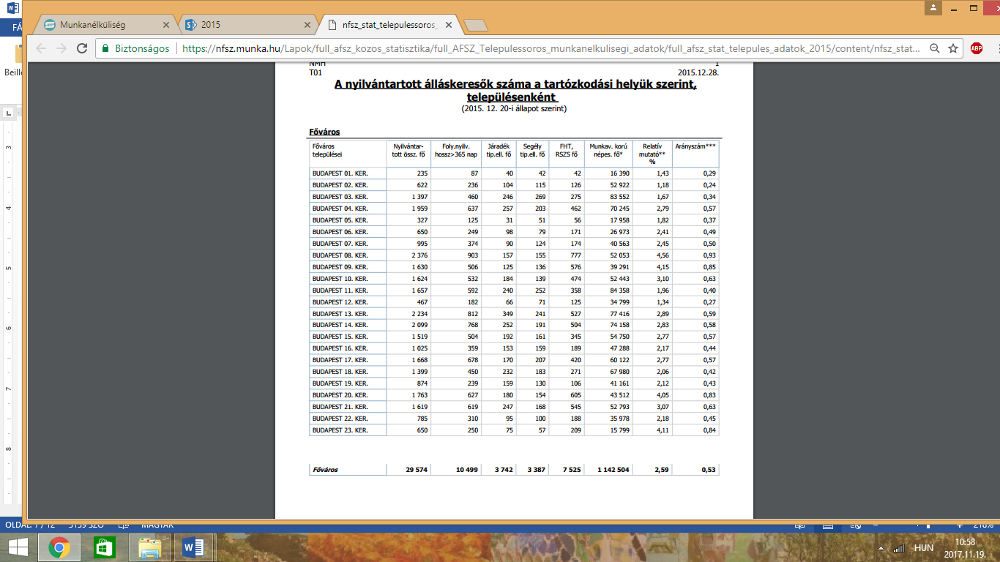 Munkanélküliség
2015
nfsz_stat_telepulessoros_
Biztonságos https://nfsz.munka.hu/Lapok/full_afsz_kozos_statisztika/full_AFSZ_Telepulessoros_munkanelkulisegi_adatok/full_afsz_stat_telepules_adatok_2015/content/nfsz_stat...
ABP
FÁ
Beille
NMH 1
T01 2015.12.28.
A nyilvántartott álláskeresők száma a tartózkodási helyük szerint,
településenként
(2015. 12. 20-i állapot szerint)
Főváros
Főváros Nyilvántar- Foly.nyilv. Járadék Segély FHT, Munkav. korú Relatív Arányszám***
települései tott össz. fő hossz>365 nap tip.ell. fő tip.ell. fő RSZS fő népes. fő* mutató**
%
BUDAPEST 01. KER. 235 87 40 42 42 16 390 1,43 0,29
BUDAPEST 02. KER. 622 236 104 115 126 52 922 1,18 0,24
BUDAPEST 03. KER. 1 397 460 246 269 275 83 552 1,67 0,34
BUDAPEST 04. KER. 1 959 637 257 203 462 70 245 2,79 0,57
BUDAPEST 05. KER. 327 125 31 51 56 17 958 1,82 0,37
BUDAPEST 06. KER. 650 249 98 79 171 26 973 2,41 0,49
BUDAPEST 07. KER. 995 374 90 124 174 40 563 2,45 0,50
BUDAPEST 08. KER. 2 376 903 157 155 777 52 053 4,56 0,93
BUDAPEST 09. KER. 1 630 506 125 136 576 39 291 4,15 0,85
BUDAPEST 10. KER. 1 624 532 184 139 474 52 443 3,10 0,63
BUDAPEST 11. KER. 1 657 592 240 252 358 84 358 1,96 0,40
BUDAPEST 12. KER. 467 182 66 71 125 34 799 1,34 0,27
BUDAPEST 13. KER. 2 234 812 349 241 527 77 416 2,89 0,59
BUDAPEST 14. KER. 2 099 768 252 191 504 74 158 2,83 0,58
BUDAPEST 15. KER. 1 519 504 192 161 345 54 750 2,77 0,57
BUDAPEST 16. KER. 1 025 359 153 159 189 47 288 2,17 0,44
BUDAPEST 17. KER. 1 668 678 170 207 420 60 122 2,77 0,57
BUDAPEST 18. KER. 1 399 450 232 183 271 67 980 2,06 0,42
BUDAPEST 19. KER. 874 239 159 130 106 41 161 2,12 0,43
BUDAPEST 20. KER. 1 763 627 180 154 605 43 512 4,05 0,83
BUDAPEST 21. KER. 1 619 619 247 168 545 52 793 3,07 0,63
BUDAPEST 22. KER. 785 310 95 100 188 35 978 2,18 0,45
BUDAPEST 23. KER. 650 250 75 57 209 15 799 4,11 0,84
Főváros 29 574 10 499 3 742 3 387 7 525 1 142 504 2,59 0,53
3
4
5
6
7
8
OLDAL: 7 / 12 5159 SZÓ MAGYAR 218%
HUN 10:58
2017.11.19.